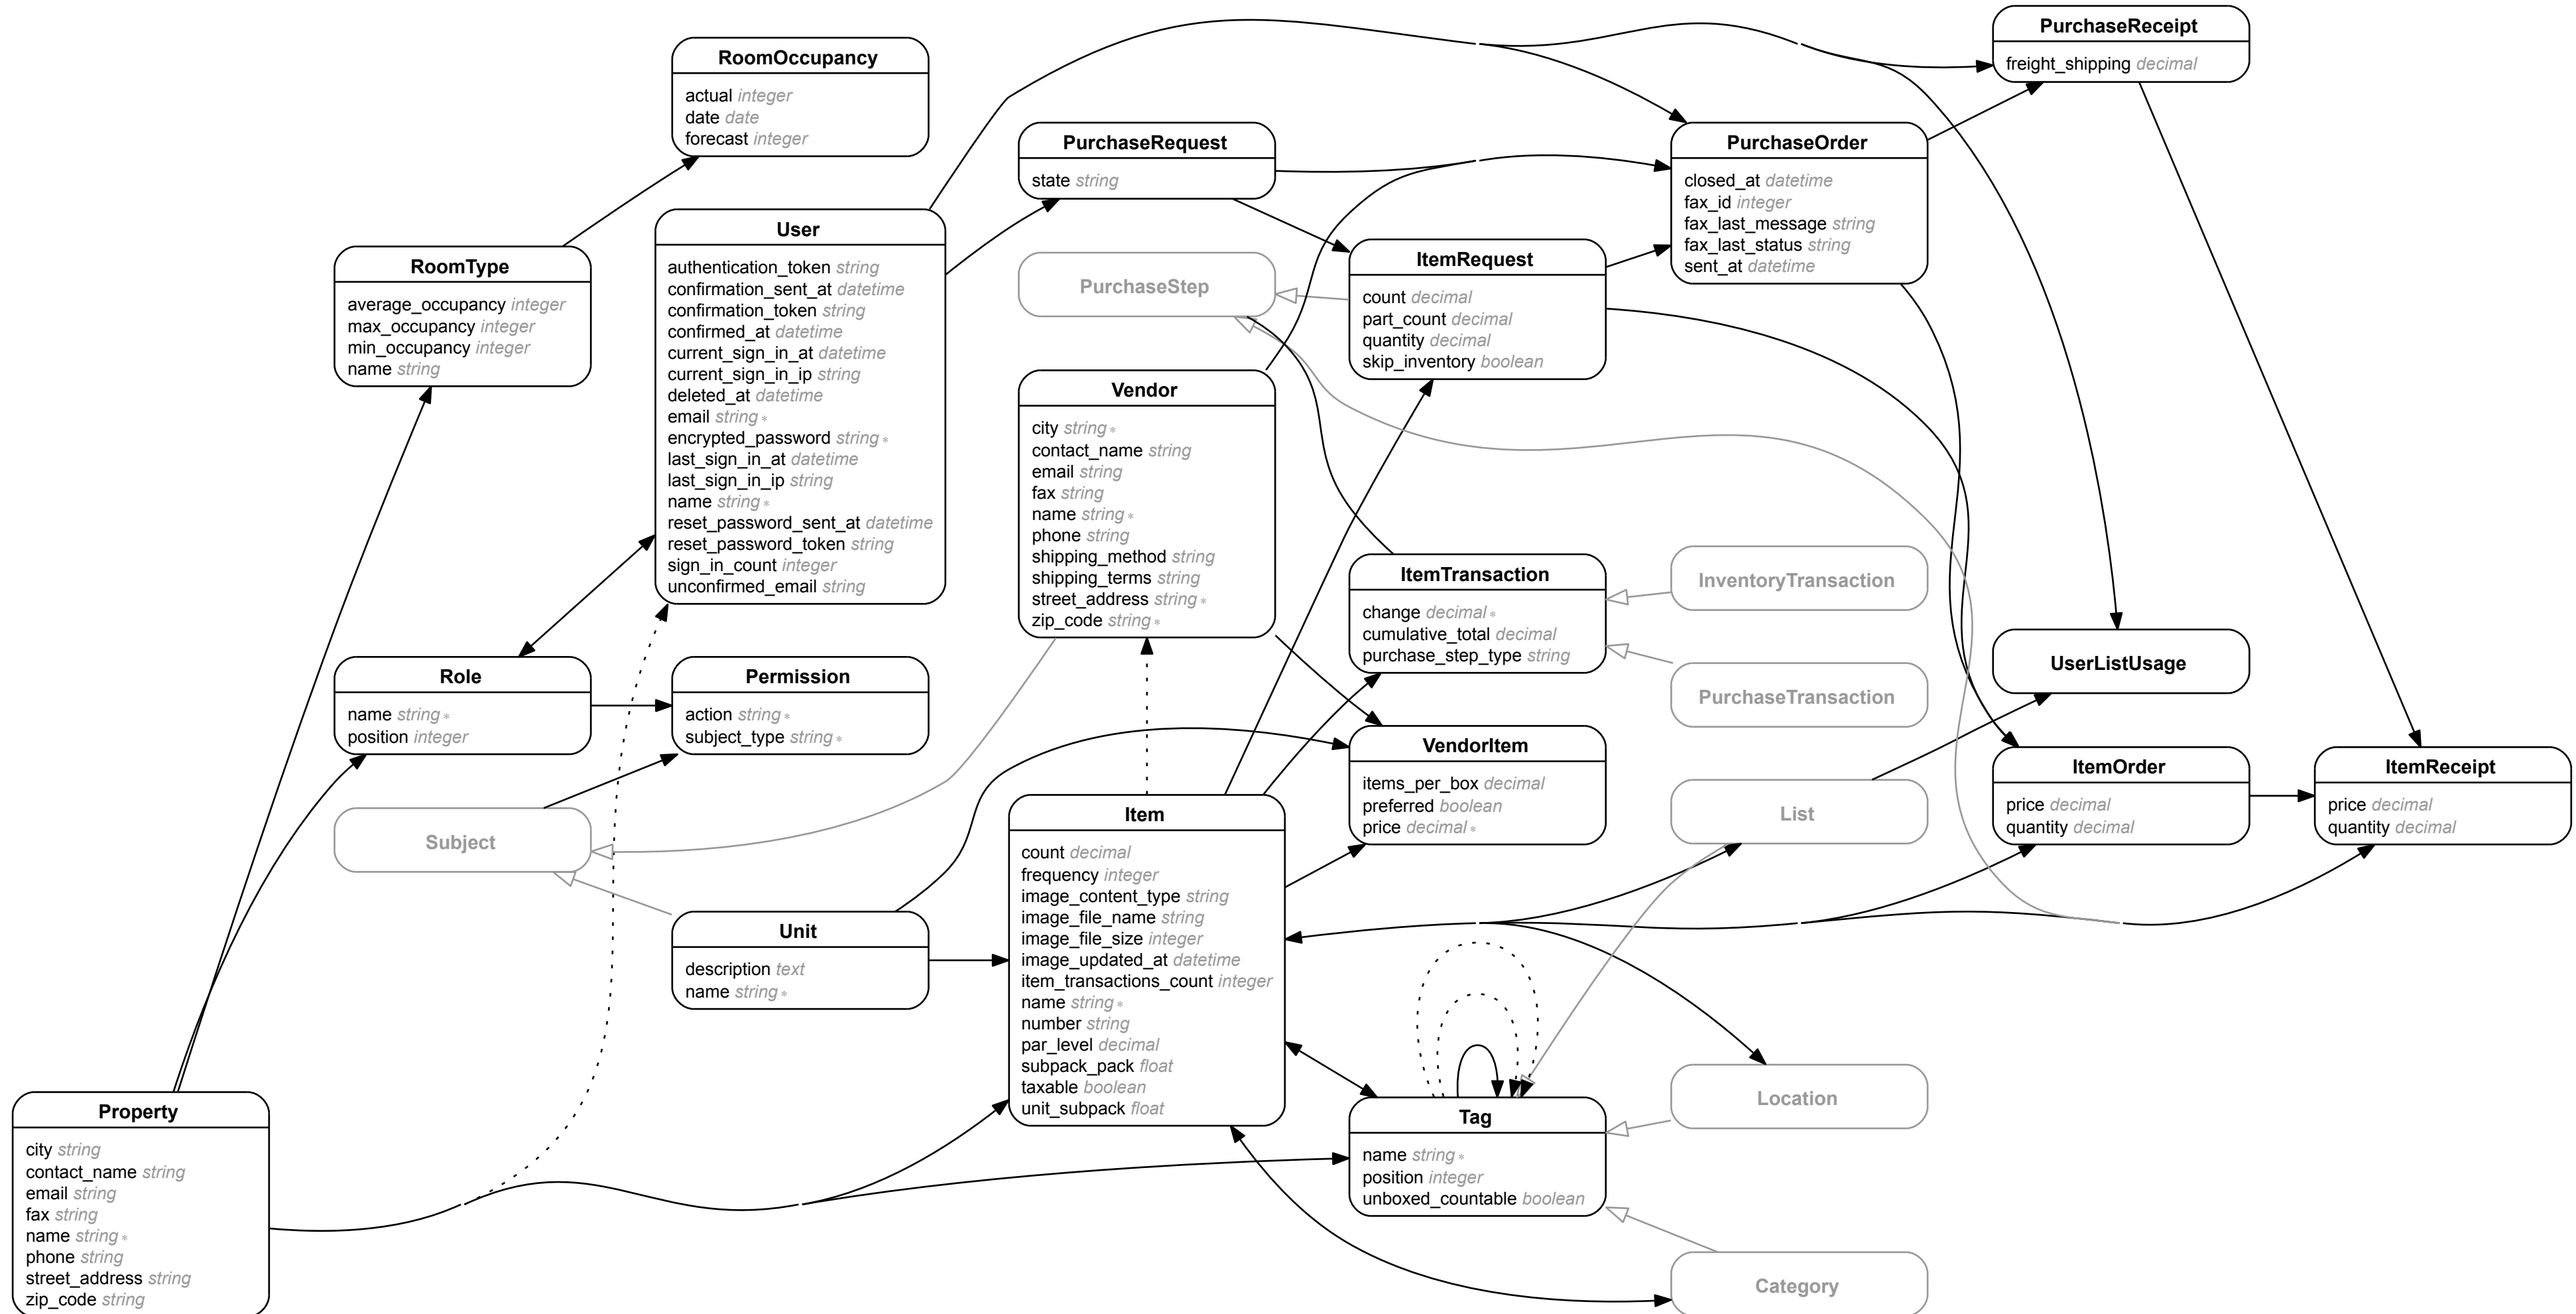 PurchaseReceipt
freight_shipping decimal
RoomOccupancy
actual integer
date date
forecast integer
PurchaseRequest
state string
PurchaseOrder
closed_at datetime
fax_id integer
fax_last_message string
fax_last_status string
sent_at datetime
User
authentication_token string
confirmation_sent_at datetime
confirmation_token string
confirmed_at datetime
current_sign_in_at datetime
current_sign_in_ip string
deleted_at datetime
email string *
encrypted_password string *
last_sign_in_at datetime
last_sign_in_ip string
name string *
reset_password_sent_at datetime
reset_password_token string
sign_in_count integer
unconfirmed_email string
RoomType
average_occupancy integer
max_occupancy integer
min_occupancy integer
name string
PurchaseStep
ItemRequest
count decimal
part_count decimal
quantity decimal
skip_inventory boolean
Vendor
city string *
contact_name string
email string
fax string
name string *
phone string
shipping_method string
shipping_terms string
street_address string *
zip_code string *
ItemTransaction
change decimal *
cumulative_total decimal
purchase_step_type string
InventoryTransaction
PurchaseTransaction
UserListUsage
Role
name string *
position integer
Permission
action string *
subject_type string *
VendorItem
items_per_box decimal
preferred boolean
price decimal *
ItemOrder
price decimal
quantity decimal
ItemReceipt
price decimal
quantity decimal
Subject
List
Item
count decimal
frequency integer
image_content_type string
image_file_name string
image_file_size integer
image_updated_at datetime
item_transactions_count integer
name string *
number string
par_level decimal
subpack_pack float
taxable boolean
unit_subpack float
Unit
description text
name string *
Location
Property
city string
contact_name string
email string
fax string
name string *
phone string
street_address string
zip_code string
Tag
name string *
position integer
unboxed_countable boolean
Category